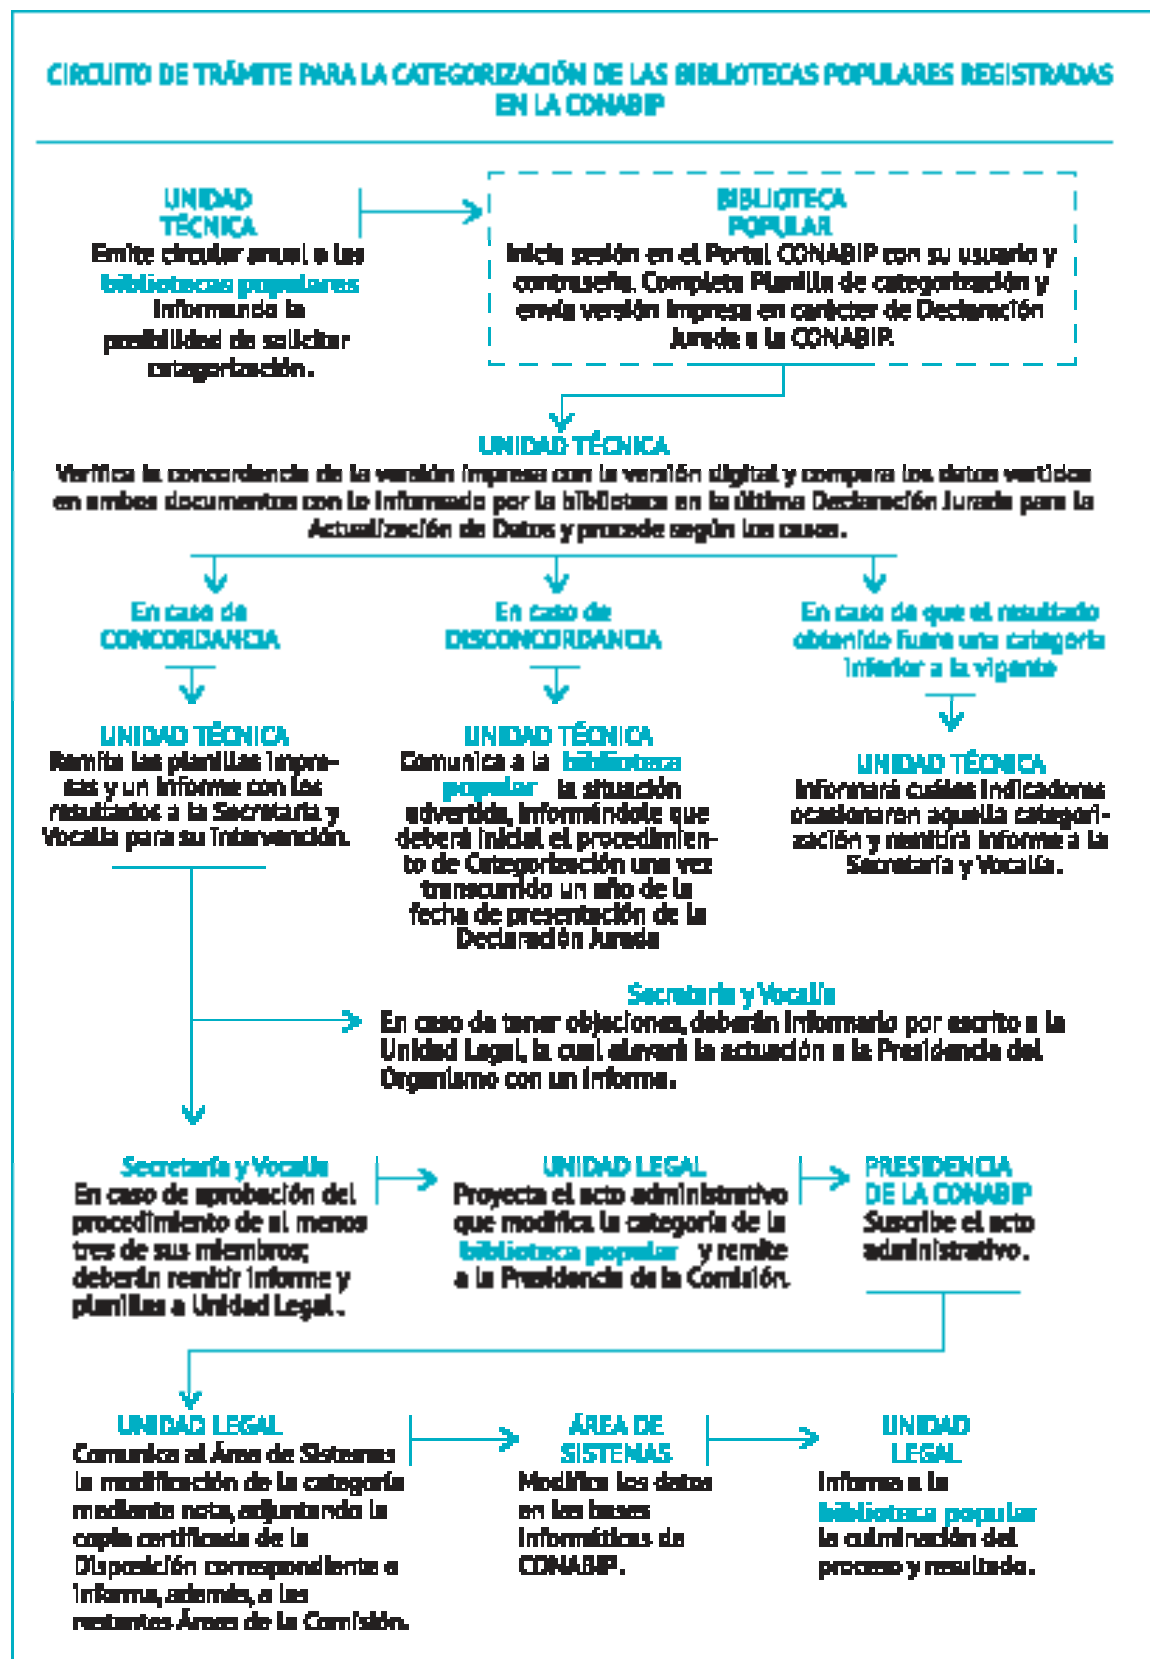 CIRCUITO DE TRÁMITE PARA LA CATEGORIZACIÓN DE LAS BIBLIOTECAS POPULARES REGISTRADAS
EN LA CONABIP
UNIDAD
TÉCNICA
Emite circular anual a las
bibliotecas populares
informando la
posibilidad de solicitar
categorización.
BIBLIOTECA
POPULAR
Inicia sesión en el Portal CONABIP con su usuario y
contraseña. Completa Planilla de categorización y
envía versión impresa en carácter de Declaración
Jurada a la CONABIP.
UNIDAD TÉCNICA
Verifica la concordancia de la versión impresa con la versión digital y compara los datos vertidos
en ambos documentos con lo informado por la biblioteca en la última Declaración Jurada para la
Actualización de Datos y procede según los casos.
En caso de
CONCORDANCIA
En caso de
DISCONCORDANCIA
En caso de que el resultado
obtenido fuera una categoría
inferior a la vigente
UNIDAD TÉCNICA
Remite las planillas impre-
sas y un informe con los
resultados a la Secretaría y
Vocalía para su intervención.
UNIDAD TÉCNICA
Comunica a la biblioteca
popular la situación
advertida, informándole que
deberá inicial el procedimien-
to de Categorización una vez
transcurrido un año de la
fecha de presentación de la
Declaración Jurada
UNIDAD TÉCNICA
Informará cuáles indicadores
ocasionaron aquella categori-
zación y remitirá informe a la
Secretaría y Vocalía.
Secretaría y Vocalía
En caso de tener objeciones, deberán informarlo por escrito a la
Unidad Legal, la cual elevará la actuación a la Presidencia del
Organismo con un informe.
Secretaría y Vocalía
En caso de aprobación del
procedimiento de al menos
tres de sus miembros;
deberán remitir informe y
planillas a Unidad Legal.
UNIDAD LEGAL
Proyecta el acto administrativo
que modifica la categoría de la
biblioteca popular y remite
a la Presidencia de la Comisión.
PRESIDENCIA
DE LA CONABIP
Suscribe el acto
administrativo.
UNIDAD LEGAL
Comunica al Área de Sistemas
la modificación de la categoría
mediante nota, adjuntando la
copia certificada de la
Disposición correspondiente e
informa, además, a las
restantes Áreas de la Comisión.
ÁREA DE
SISTEMAS
Modifica los datos
en las bases
informáticas de
CONABIP.
UNIDAD
LEGAL
Informa a la
biblioteca popular
la culminación del
proceso y resultado.